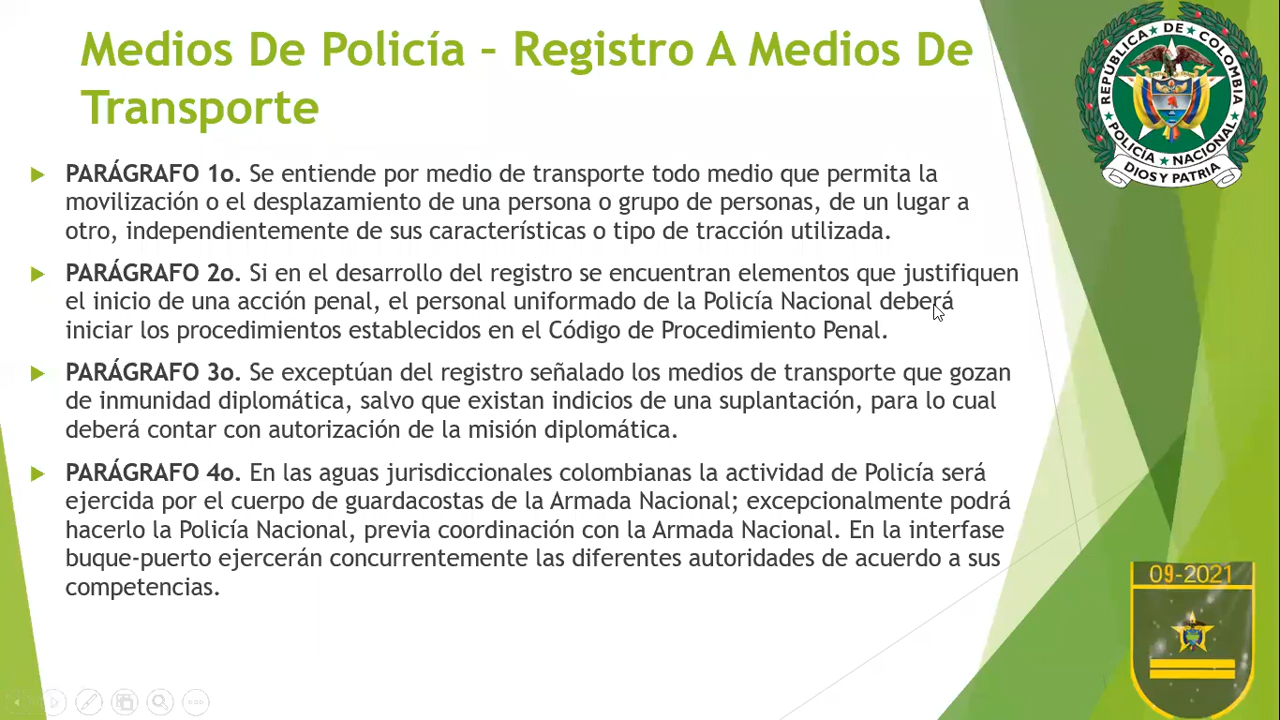 Medios De Policía – Registro A Medios De
Transporte
REPÚBLICA DE COLOMBIA
POLICÍA NACIONAL
DIOS Y PATRIA
PARÁGRAFO 1o. Se entiende por medio de transporte todo medio que permita la
movilización o el desplazamiento de una persona o grupo de personas, de un lugar a
otro, independientemente de sus características o tipo de tracción utilizada.
PARÁGRAFO 2o. Si en el desarrollo del registro se encuentran elementos que justifiquen
el inicio de una acción penal, el personal uniformado de la Policía Nacional deberá
iniciar los procedimientos establecidos en el Código de Procedimiento Penal.
PARÁGRAFO 3o. Se exceptúan del registro señalado los medios de transporte que gozan
de inmunidad diplomática, salvo que existan indicios de una suplantación, para lo cual
deberá contar con autorización de la misión diplomática.
PARÁGRAFO 4o. En las aguas jurisdiccionales colombianas la actividad de Policía será
ejercida por el cuerpo de guardacostas de la Armada Nacional; excepcionalmente podrá
hacerlo la Policía Nacional, previa coordinación con la Armada Nacional. En la interfase
buque-puerto ejercerán concurrentemente las diferentes autoridades de acuerdo a sus
competencias.
09-2021